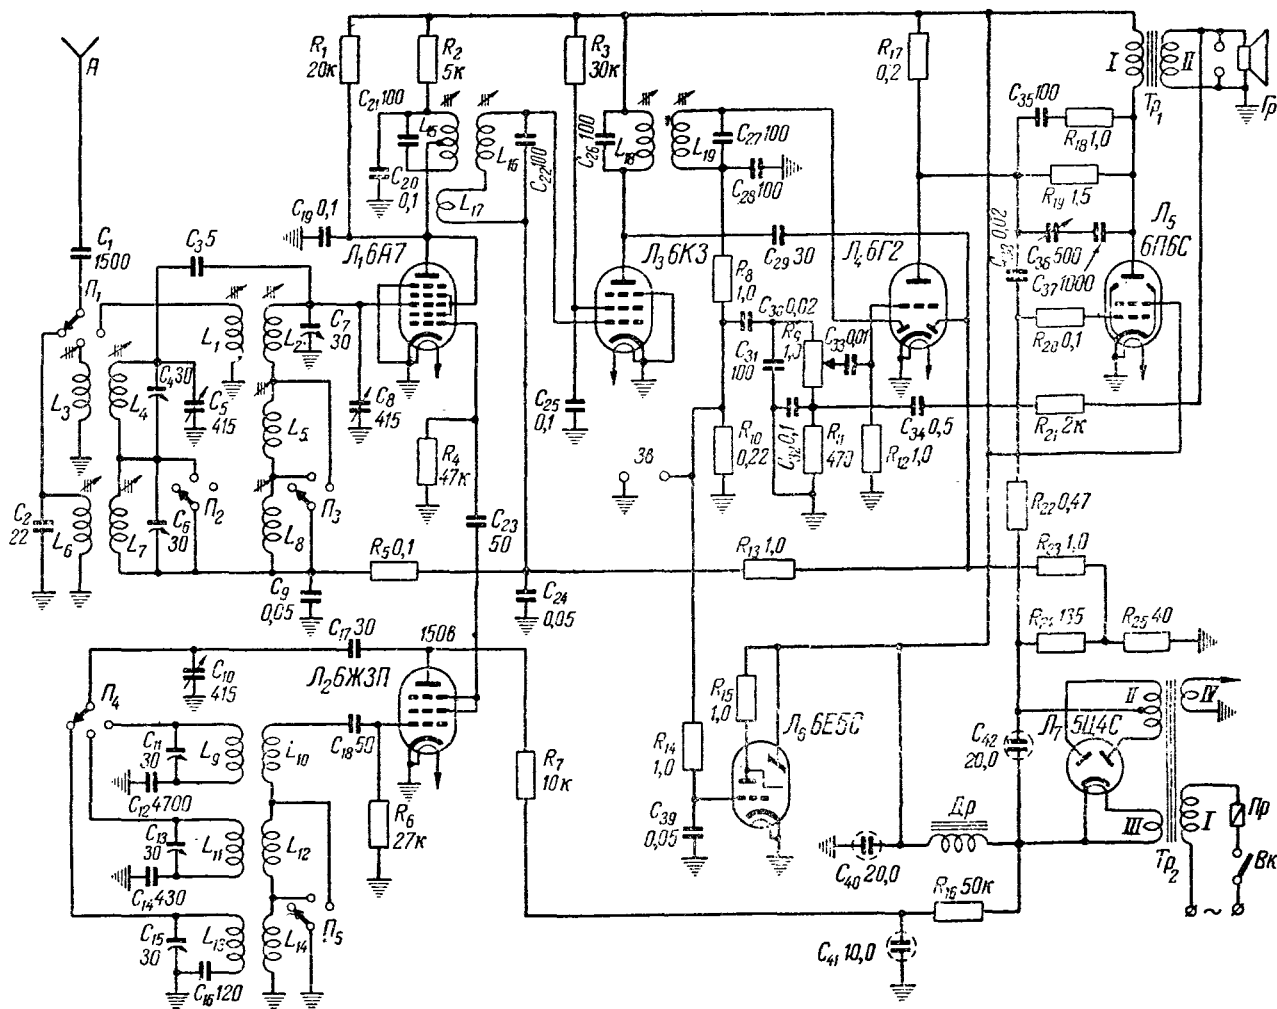 A
C₁
1500
П₁
C₃ 5
L₁
L₂
C₇
30
L₃
L₄
C₄ 30
C₅
415
C₂
22
L₆
L₇
C₆
30
П₂
L₅
L₈
П₃
C₈
415
C₉
0,05
R₁
20к
R₂
5к
C₂₁ 100
L₁₅
C₂₀
0,1
C₁₉ 0,1
L₁₆
L₁₇
C₂₂ 100
Л₁ 6А7
R₄
47к
C₂₃
50
R₅ 0,1
C₂₄
0,05
R₃
30к
C₂₆ 100
L₁₈
L₁₉
C₂₇ 100
C₂₈ 100
Л₃ 6К3
C₂₅
0,1
C₂₉ 30
R₈
1,0
C₃₀ 0,02
C₃₁
100
R₉
1,0
C₃₃ 0,01
R₁₀
0,22
C₃₂ 0,1
R₁₁
470
R₁₂ 1,0
C₃₄ 0,5
Зв
R₁₃ 1,0
R₁₇
0,2
Л₄ 6Г2
C₃₅ 100
R₁₈ 1,0
R₁₉ 1,5
C₃₆ 500
C₃₇ 1000
C₃₈ 0,02
R₂₀ 0,1
Л₅
6П6С
R₂₁ 2к
R₂₂ 0,47
R₂₃ 1,0
R₂₄ 135
R₂₅ 40
I
II
Тр₁
Гр
C₁₇ 30
150в
C₁₀
415
П₄
Л₂ 6Ж3П
C₁₈ 50
R₆
27к
R₇
10к
C₁₁
30
L₉
L₁₀
C₁₂ 4700
C₁₃
30
L₁₁
L₁₂
C₁₄ 430
C₁₅
30
L₁₃
L₁₄
П₅
C₁₆ 120
R₁₄
1,0
R₁₅
1,0
Л₆ 6Е5С
C₃₉
0,05
C₄₀ 20,0
Др
R₁₆ 50к
C₄₁ 10,0
C₄₂
20,0
Л₇ 5Ц4С
II
IV
III
I
Тр₂
Пр
Вк
~